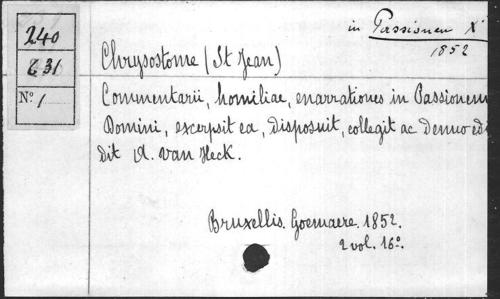 in Passionem X
1852
240
631
N° 1
Chrysostome (St Jean)
Commentarii, homiliae, enarrationes in Passionem
Domini, excerpsit ea, disposuit, collegit ac denuo edi
dit A. van Heck.
Bruxellis. Goemaere. 1852.
2 vol. 16°.